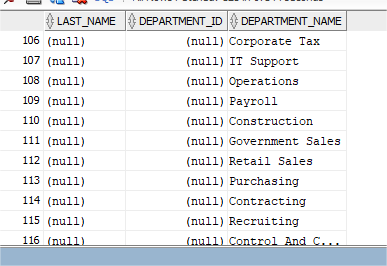 LAST_NAME DEPARTMENT_ID DEPARTMENT_NAME
106 (null) (null) Corporate Tax
107 (null) (null) IT Support
108 (null) (null) Operations
109 (null) (null) Payroll
110 (null) (null) Construction
111 (null) (null) Government Sales
112 (null) (null) Retail Sales
113 (null) (null) Purchasing
114 (null) (null) Contracting
115 (null) (null) Recruiting
116 (null) (null) Control And C...